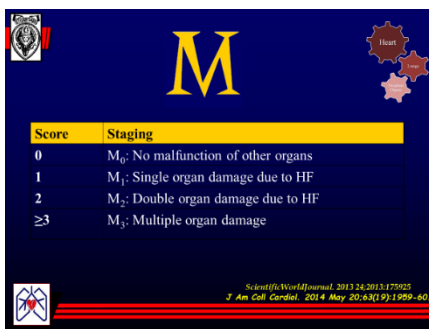 M
Heart
Lungs
Score Staging
0 M₀: No malfunction of other organs
1 M₁: Single organ damage due to HF
2 M₂: Double organ damage due to HF
≥3 M₃: Multiple organ damage
ScientificWorldJournal. 2013 24;2013:175925
J Am Coll Cardiol. 2014 May 20;63(19):1959-60.